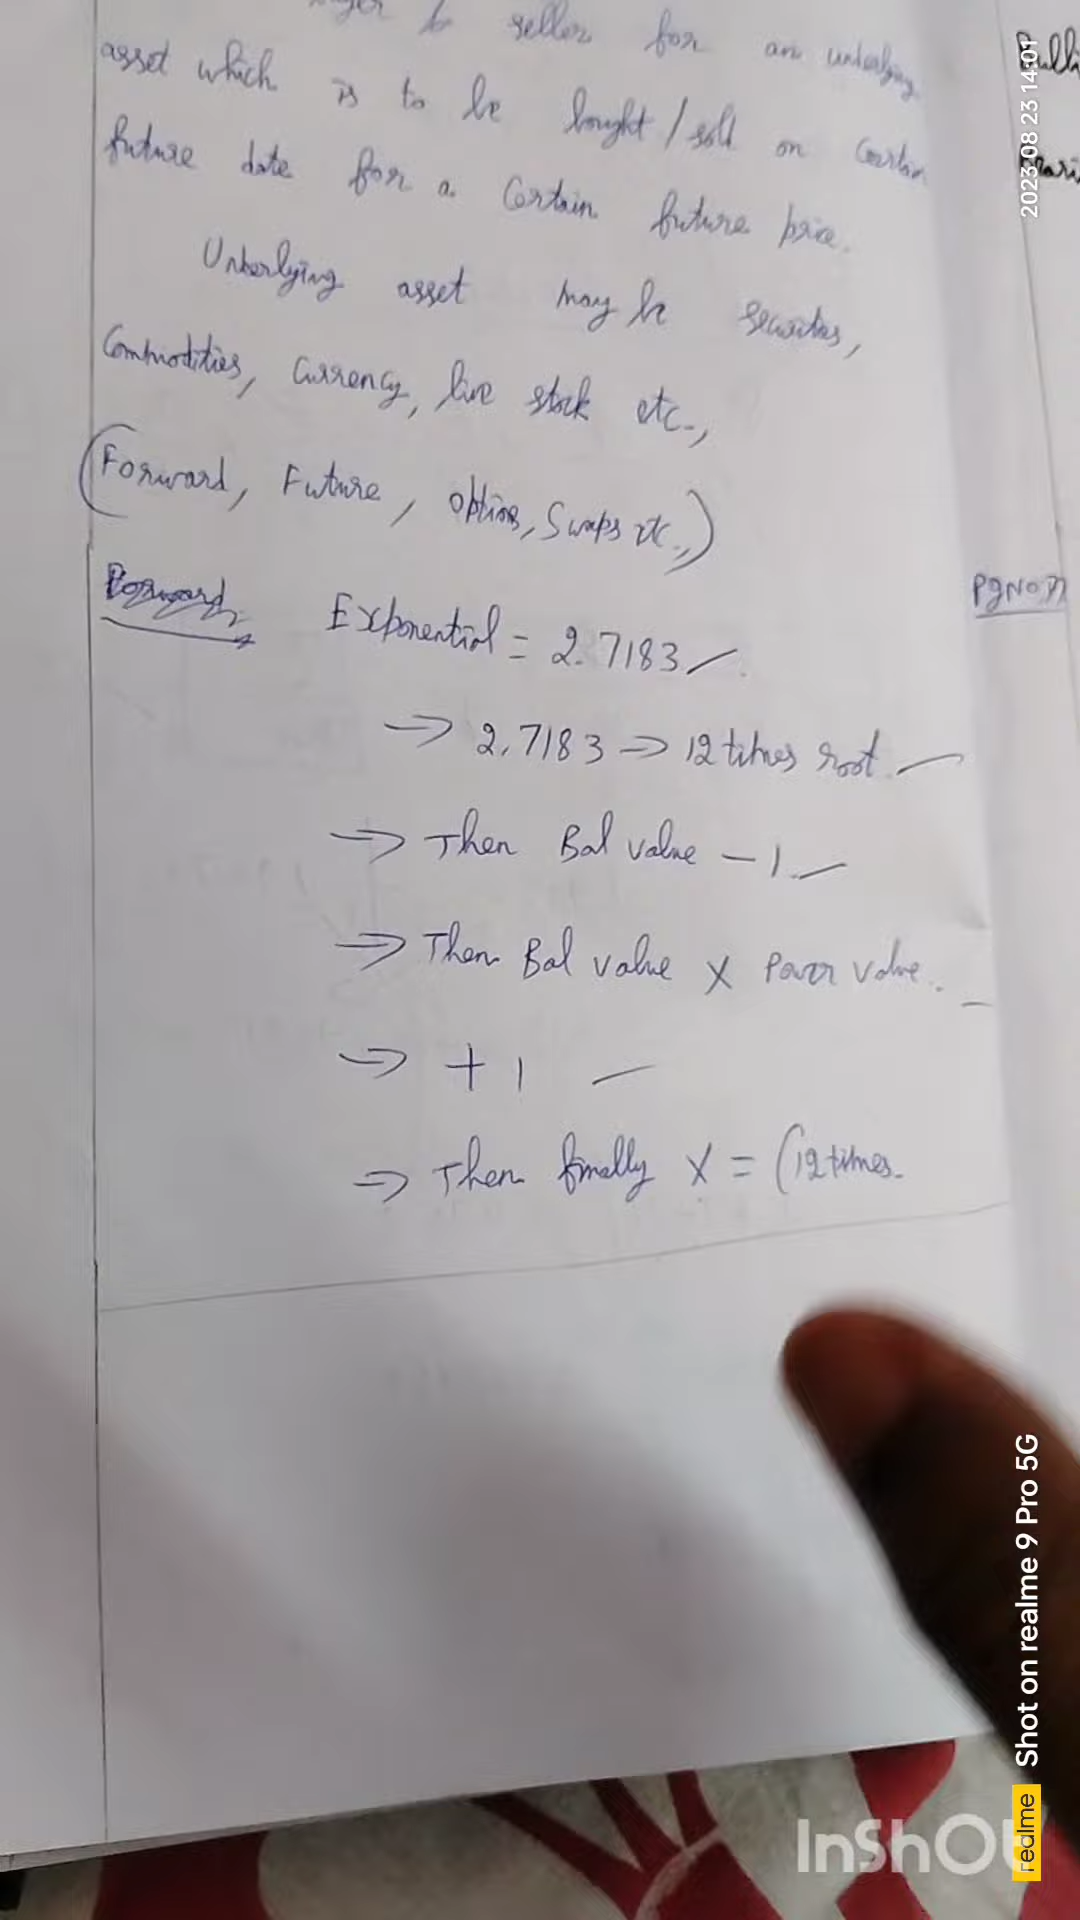 to seller for an underlying
asset which is to be bought / sold on Certain
future date for a Certain future price.
Underlying asset may be securities,
Commodities, Currency, live stock etc.,
(Forward, Future, Options, Swaps etc.,)
Forward
Exponential = 2.7183
PgNo.
→ 2.7183 → 12 times root
⇒ Then Bal value - 1.
⇒ Then Bal value X Power value.
⇒ + 1
⇒ Then finally X = (12 times.
2023.08.23 14:01
realme Shot on realme 9 Pro 5G
InShOt